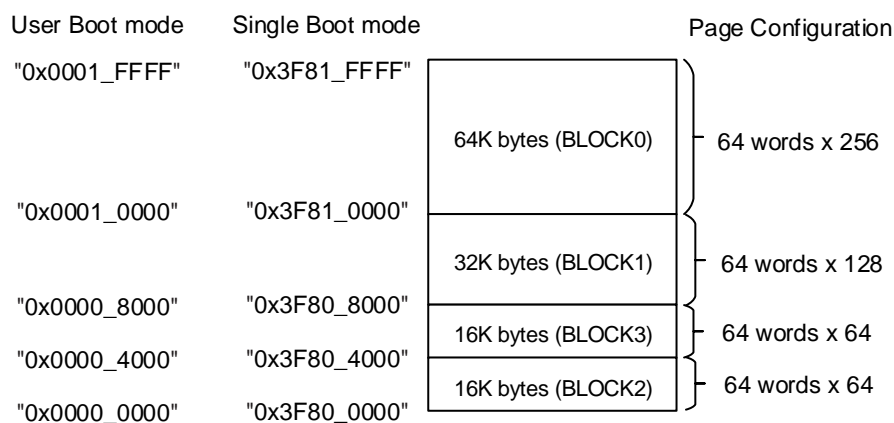 User Boot mode Single Boot mode Page Configuration
"0x0001_FFFF" "0x3F81_FFFF"
64K bytes (BLOCK0) 64 words x 256
"0x0001_0000" "0x3F81_0000"
32K bytes (BLOCK1) 64 words x 128
"0x0000_8000" "0x3F80_8000"
16K bytes (BLOCK3) 64 words x 64
"0x0000_4000" "0x3F80_4000"
16K bytes (BLOCK2) 64 words x 64
"0x0000_0000" "0x3F80_0000"